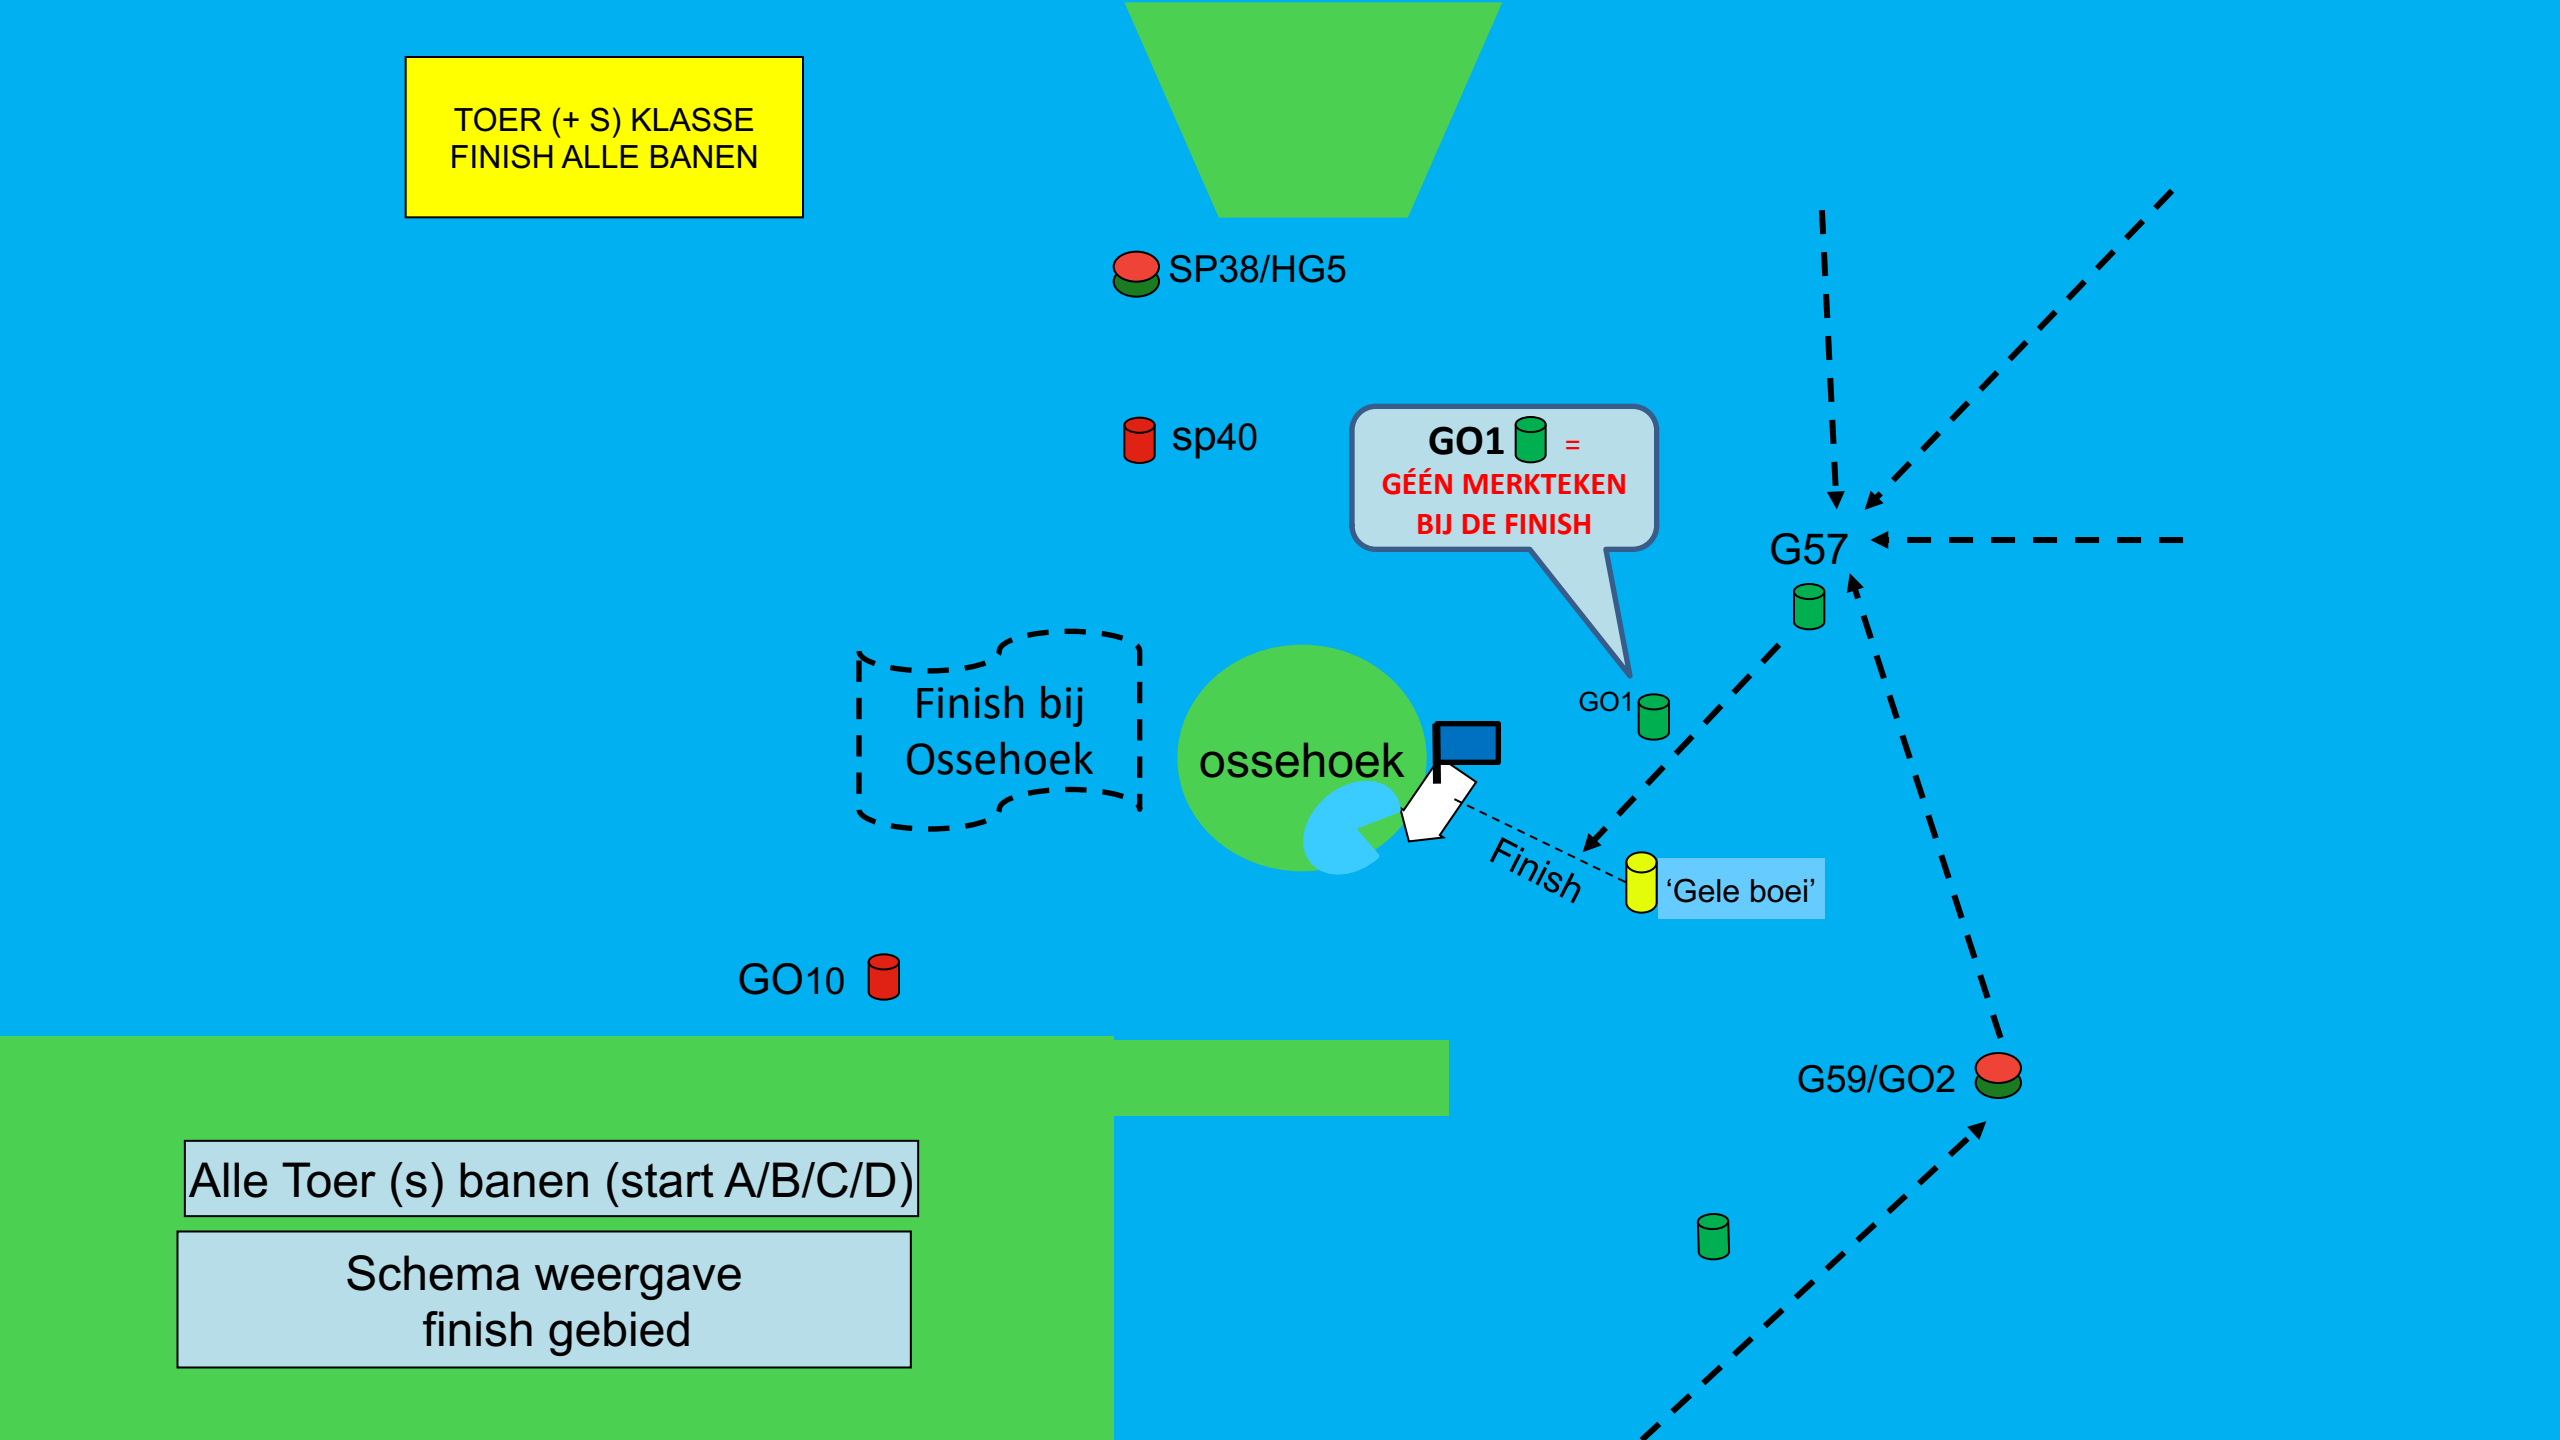 TOER (+ S) KLASSE
FINISH ALLE BANEN
SP38/HG5
sp40
GO1 =
GÉÉN MERKTEKEN
BIJ DE FINISH
G57
Finish bij
Ossehoek
ossehoek
GO1
Finish
‘Gele boei’
GO10
G59/GO2
Alle Toer (s) banen (start A/B/C/D)
Schema weergave
finish gebied